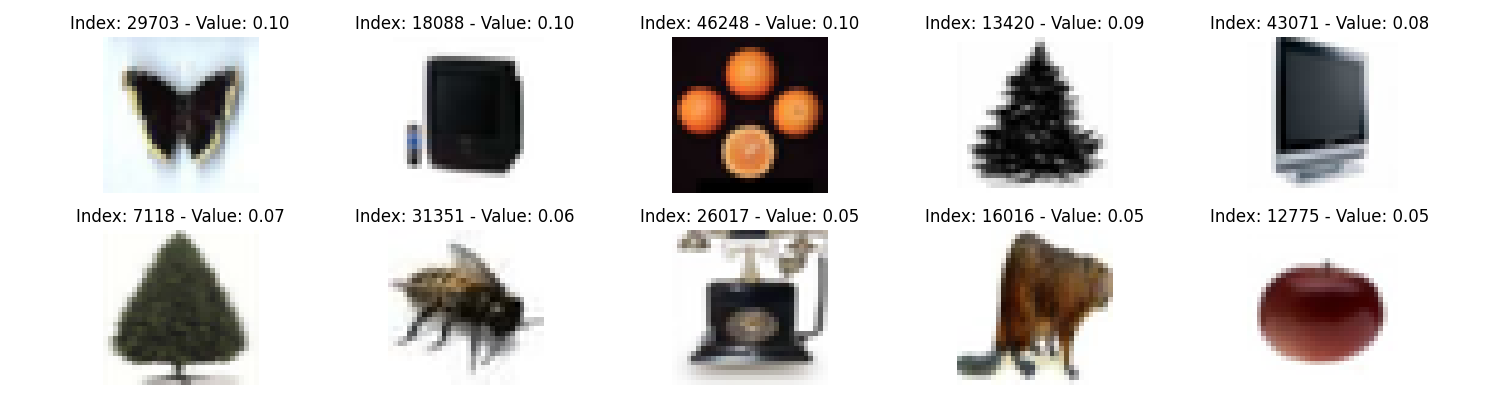 Index: 29703 - Value: 0.10
Index: 18088 - Value: 0.10
Index: 46248 - Value: 0.10
Index: 13420 - Value: 0.09
Index: 43071 - Value: 0.08
Index: 7118 - Value: 0.07
Index: 31351 - Value: 0.06
Index: 26017 - Value: 0.05
Index: 16016 - Value: 0.05
Index: 12775 - Value: 0.05